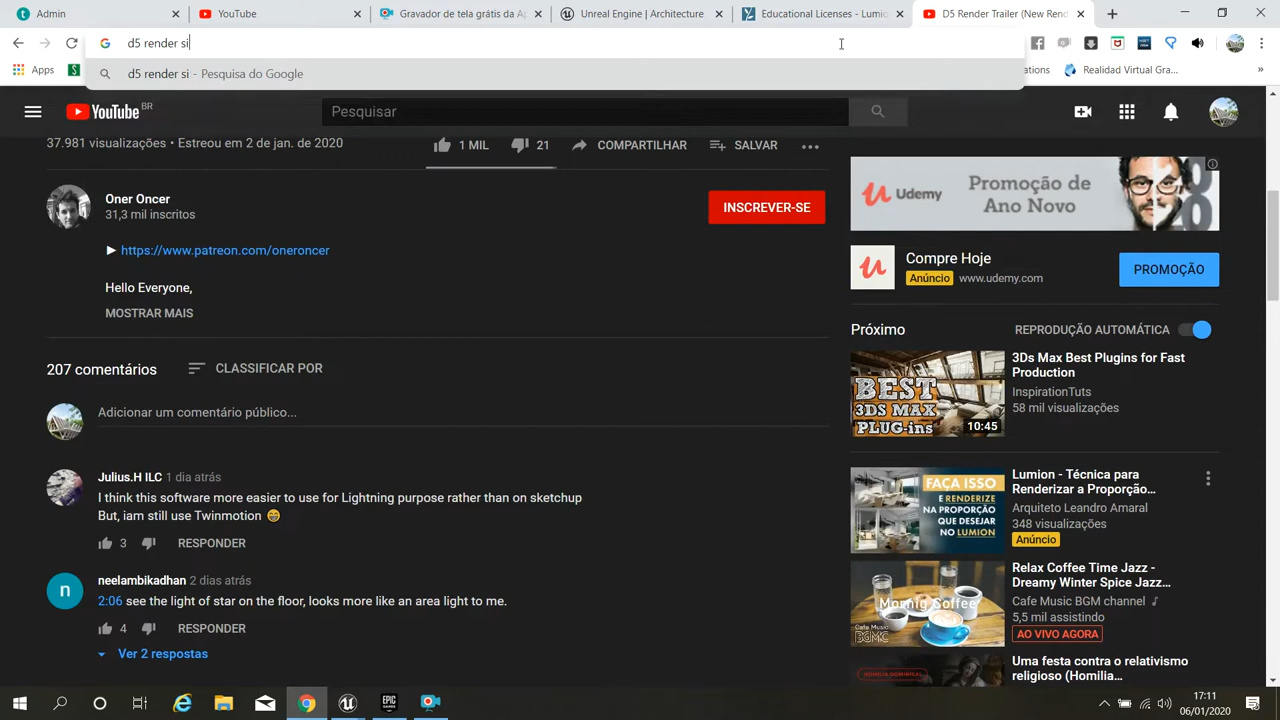 Admin
YouTube
Gravador de tela grátis da Ap
Unreal Engine | Architecture
Educational Licenses - Lumio
D5 Render Trailer (New Rend
d5 render si
Apps
ations
Realidad Virtual Gra...
»
d5 render si - Pesquisa do Google
YouTube BR
Pesquisar
37.981 visualizações • Estreou em 2 de jan. de 2020
1 MIL
21
COMPARTILHAR
SALVAR
Oner Oncer
31,3 mil inscritos
INSCREVER-SE
► https://www.patreon.com/oneroncer
Hello Everyone,
MOSTRAR MAIS
207 comentários
CLASSIFICAR POR
Adicionar um comentário público...
Julius.H ILC 1 dia atrás
I think this software more easier to use for Lightning purpose rather than on sketchup
But, iam still use Twinmotion 😁
3
RESPONDER
n
neelambikadhan 2 dias atrás
2:06 see the light of star on the floor, looks more like an area light to me.
4
RESPONDER
Ver 2 respostas
Udemy
Promoção de
Ano Novo
Compre Hoje
Anúncio www.udemy.com
PROMOÇÃO
Próximo
REPRODUÇÃO AUTOMÁTICA
BEST
3DS MAX
PLUG-ins
10:45
3Ds Max Best Plugins for Fast
Production
InspirationTuts
58 mil visualizações
FAÇA ISSO
E RENDERIZE
NA PROPORÇÃO
QUE DESEJAR
NO LUMION
Lumion - Técnica para
Renderizar a Proporção...
Arquiteto Leandro Amaral
348 visualizações
Anúncio
Morning Coffee
Cafe Music
BGMC
Relax Coffee Time Jazz -
Dreamy Winter Spice Jazz...
Cafe Music BGM channel
5,5 mil assistindo
AO VIVO AGORA
HOMILIA DOMINICAL
Uma festa contra o relativismo
religioso (Homilia...
EPIC
GAMES
17:11
06/01/2020